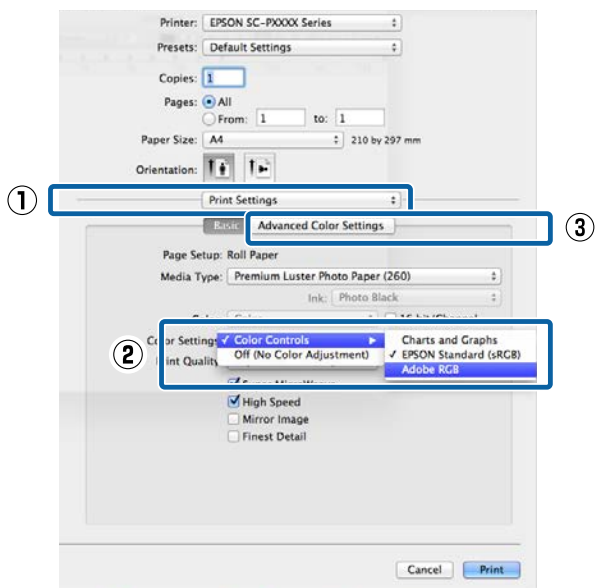 Printer: EPSON SC-PXXXX Series
Presets: Default Settings
Copies: 1
Pages: All
From: 1 to: 1
Paper Size: A4 210 by 297 mm
Orientation:
① Print Settings
Basic Advanced Color Settings ③
Page Setup: Roll Paper
Media Type: Premium Luster Photo Paper (260)
Ink: Photo Black
② Color Settings ✓ Color Controls ▶ Charts and Graphs
Off (No Color Adjustment) ✓ EPSON Standard (sRGB)
Print Quality Adobe RGB
High Speed
Mirror Image
Finest Detail
Cancel Print